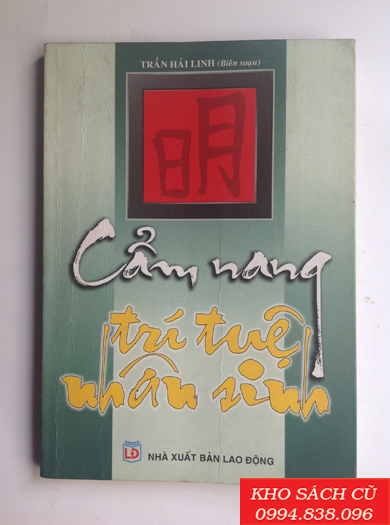 TRẦN HẢI LINH (Biên soạn)
明
Cẩm nang
trí tuệ
nhân sinh
LĐ
NHÀ XUẤT BẢN LAO ĐỘNG
KHO SÁCH CŨ
0994.838.096